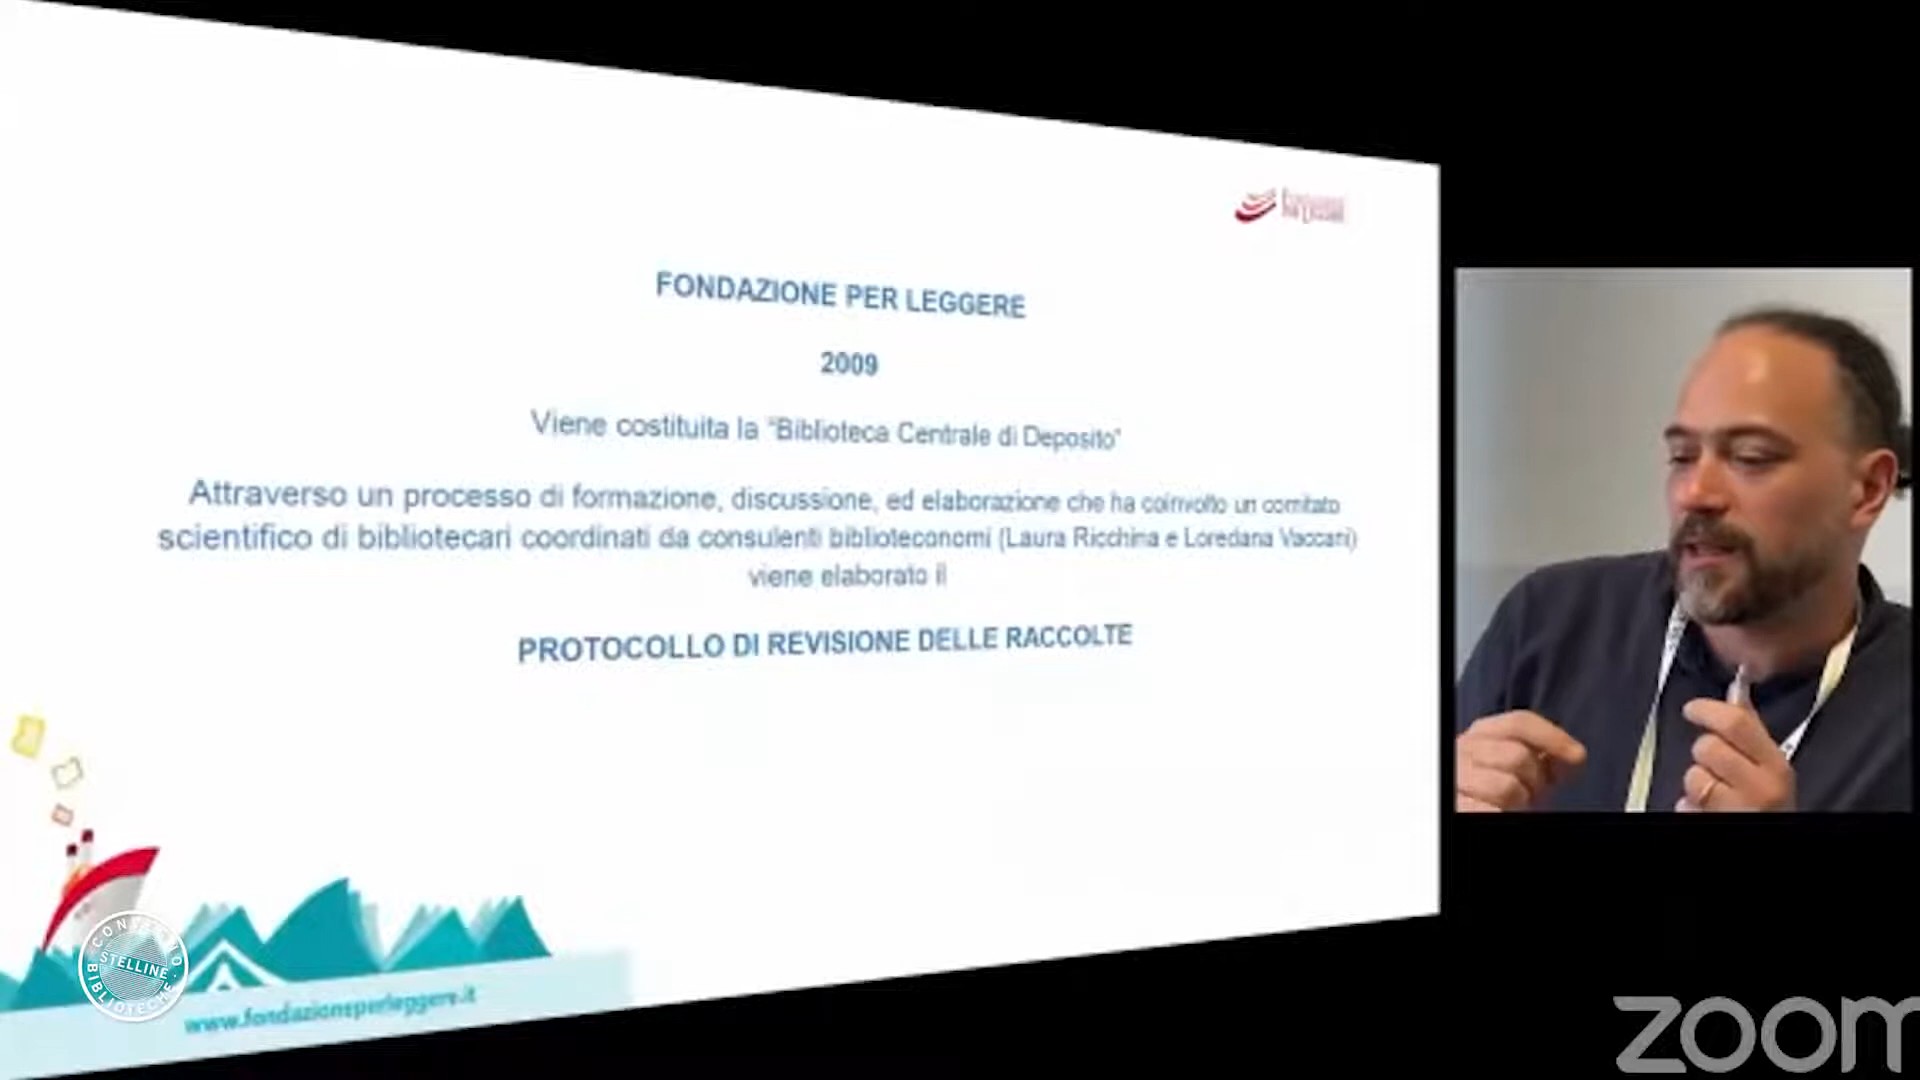 FONDAZIONE PER LEGGERE
2009
Viene costituita la "Biblioteca Centrale di Deposito"
Attraverso un processo di formazione, discussione, ed elaborazione che ha coinvolto un comitato
scientifico di bibliotecari coordinati da consulenti biblioteconomi (Laura Ricchina e Loredana Vaccani)
viene elaborato il
PROTOCOLLO DI REVISIONE DELLE RACCOLTE
CONVEGNO
STELLINE
BIBLIOTECHE
www.fondazioneperleggere.it
zoom